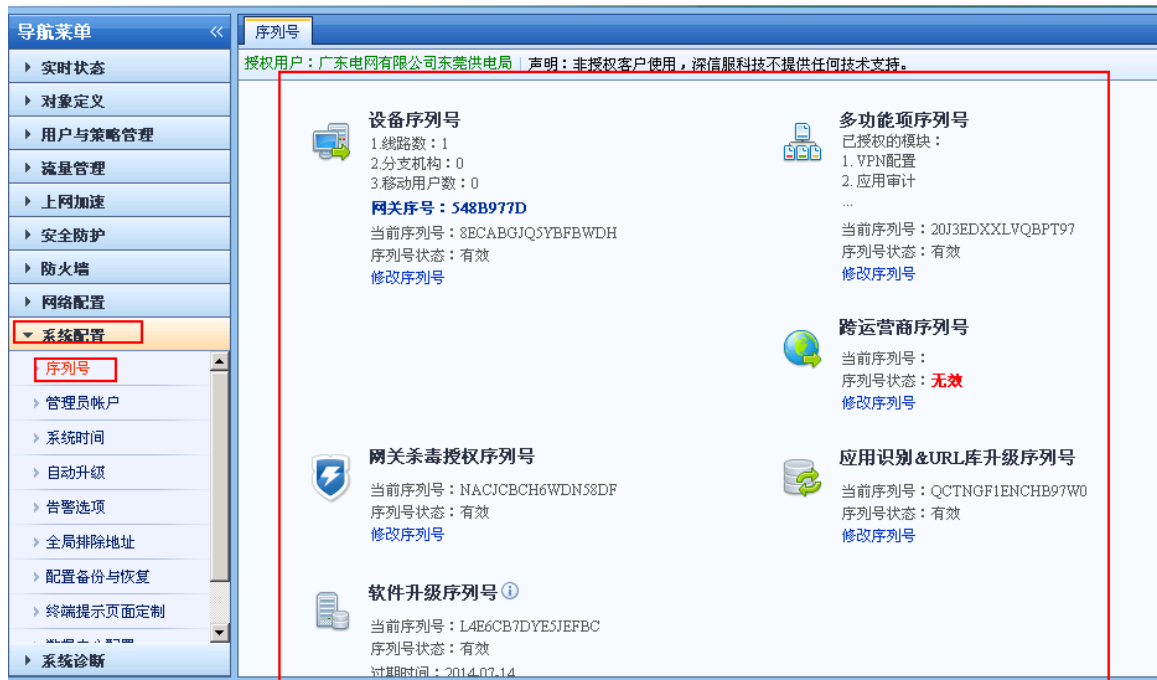 导航菜单 «
实时状态
对象定义
用户与策略管理
流量管理
上网加速
安全防护
防火墙
网络配置
系统配置
序列号
管理员帐户
系统时间
自动升级
告警选项
全局排除地址
配置备份与恢复
终端提示页面定制
数据中心配置
系统诊断
序列号
授权用户：广东电网有限公司东莞供电局 | 声明：非授权客户使用，深信服科技不提供任何技术支持。
设备序列号
1.线路数：1
2.分支机构：0
3.移动用户数：0
网关序号：548B977D
当前序列号：8ECABGJQ5YBFBWDH
序列号状态：有效
修改序列号
多功能项序列号
已授权的模块：
1. VPN配置
2. 应用审计
...
当前序列号：20J3EDXXLVQBPT97
序列号状态：有效
修改序列号
跨运营商序列号
当前序列号：
序列号状态：无效
修改序列号
网关杀毒授权序列号
当前序列号：NACJCBCH6WDN58DF
序列号状态：有效
修改序列号
应用识别&URL库升级序列号
当前序列号：QCTNGF1ENCHB97W0
序列号状态：有效
修改序列号
软件升级序列号
当前序列号：L4E6CB7DYE5JEFBC
序列号状态：有效
过期时间：2014-07-14